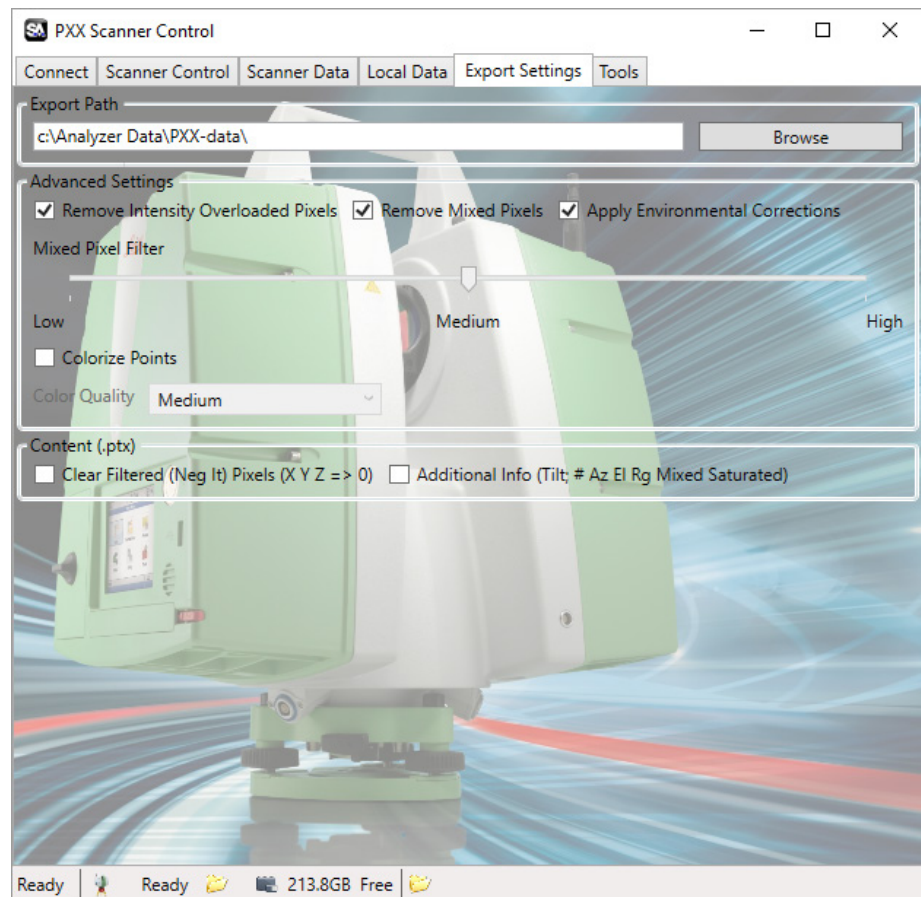 SA PXX Scanner Control
Connect Scanner Control Scanner Data Local Data Export Settings Tools
Export Path
c:\Analyzer Data\PXX-data\ Browse
Advanced Settings
Remove Intensity Overloaded Pixels Remove Mixed Pixels Apply Environmental Corrections
Mixed Pixel Filter
Low Medium High
Colorize Points
Color Quality Medium
Content (.ptx)
Clear Filtered (Neg It) Pixels (X Y Z => 0) Additional Info (Tilt; # Az El Rg Mixed Saturated)
Ready Ready 213.8GB Free